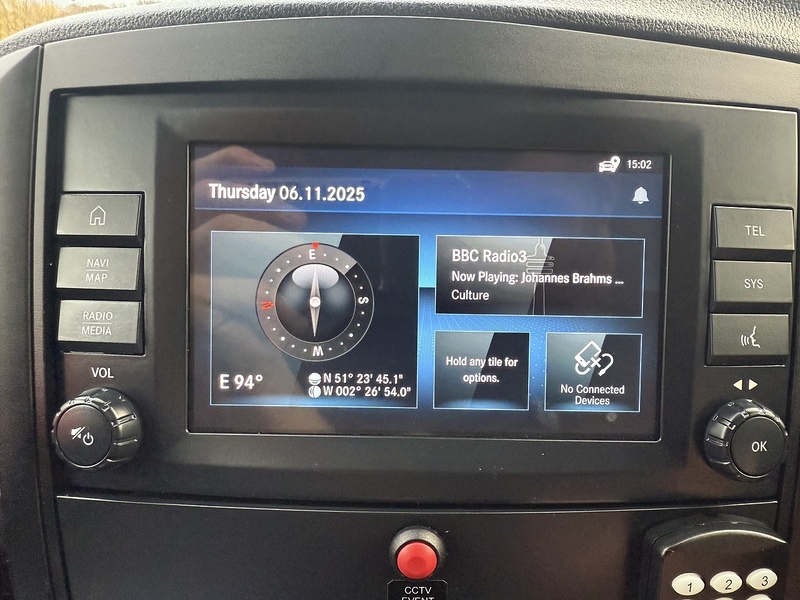 15:02
Thursday 06.11.2025
NAVI
MAP
RADIO
MEDIA
VOL
E
S
W
N
E 94°
N 51° 23' 45.1"
W 002° 26' 54.0"
BBC Radio3
Now Playing: Johannes Brahms ...
Culture
Hold any tile for
options.
No Connected
Devices
TEL
SYS
OK
CCTV
EVENT
1 2 3